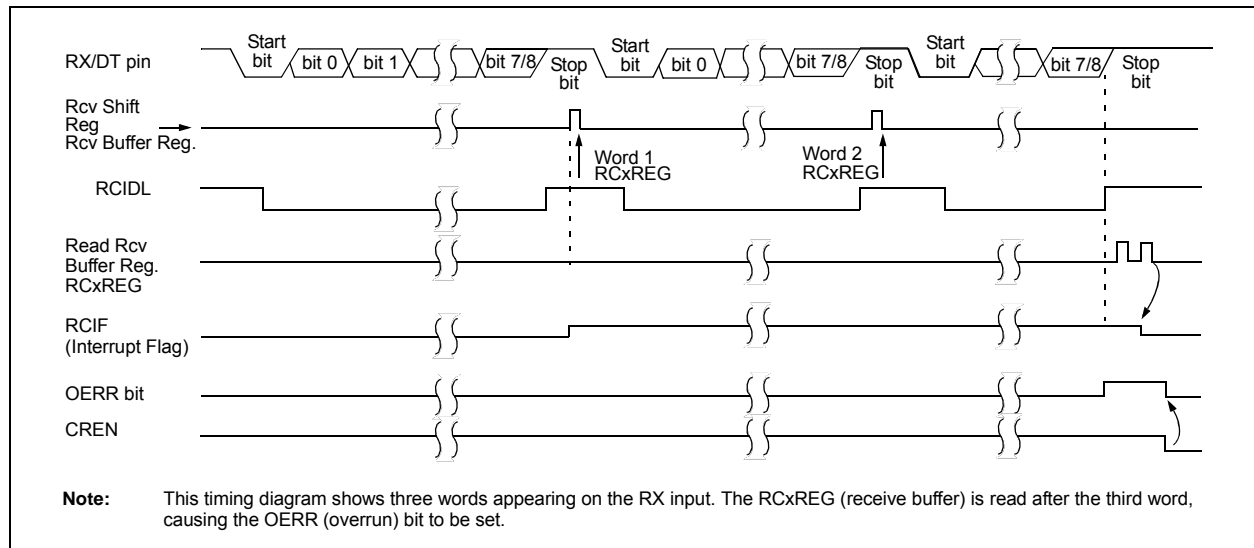 Start bit
bit 0
bit 1
bit 7/8
Stop bit
Start bit
bit 0
bit 7/8
Stop bit
Start bit
bit 7/8
Stop bit
RX/DT pin
Rcv Shift
Reg
Rcv Buffer Reg.
Word 1
RCxREG
Word 2
RCxREG
RCIDL
Read Rcv
Buffer Reg.
RCxREG
RCIF
(Interrupt Flag)
OERR bit
CREN
Note: This timing diagram shows three words appearing on the RX input. The RCxREG (receive buffer) is read after the third word,
causing the OERR (overrun) bit to be set.